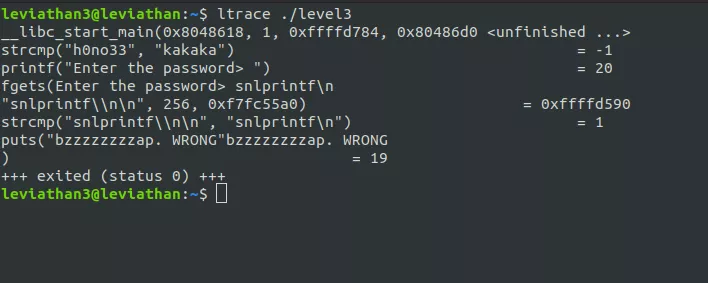 leviathan3@leviathan:~$ ltrace ./level3
__libc_start_main(0x8048618, 1, 0xffffd784, 0x80486d0 <unfinished ...>
strcmp("h0no33", "kakaka") = -1
printf("Enter the password> ") = 20
fgets(Enter the password> snlprintf\n
"snlprintf\\n\n", 256, 0xf7fc55a0) = 0xffffd590
strcmp("snlprintf\\n\n", "snlprintf\n") = 1
puts("bzzzzzzzzap. WRONG"bzzzzzzzzap. WRONG
) = 19
+++ exited (status 0) +++
leviathan3@leviathan:~$